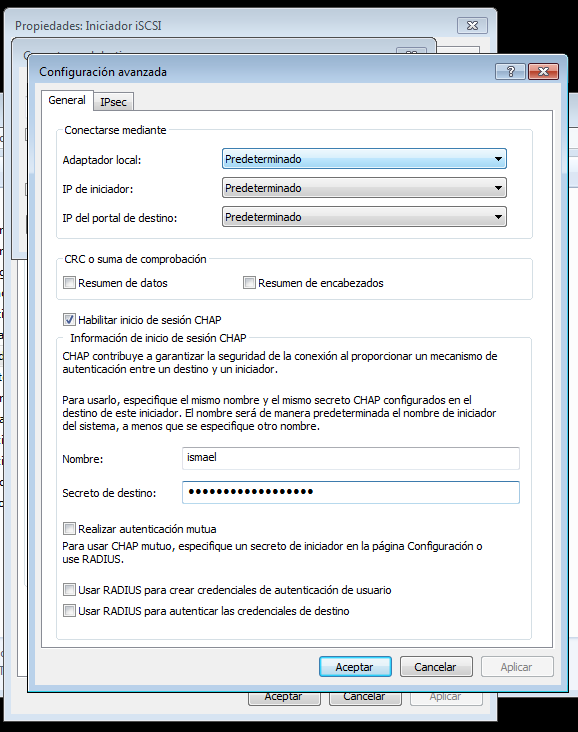 Propiedades: Iniciador iSCSI
Configuración avanzada
General
IPsec
Conectarse mediante
Adaptador local:
Predeterminado
IP de iniciador:
Predeterminado
IP del portal de destino:
Predeterminado
CRC o suma de comprobación
Resumen de datos
Resumen de encabezados
Habilitar inicio de sesión CHAP
Información de inicio de sesión CHAP
CHAP contribuye a garantizar la seguridad de la conexión al proporcionar un mecanismo de
autenticación entre un destino y un iniciador.
Para usarlo, especifique el mismo nombre y el mismo secreto CHAP configurados en el
destino de este iniciador. El nombre será de manera predeterminada el nombre de iniciador
del sistema, a menos que se especifique otro nombre.
Nombre:
ismael
Secreto de destino:
••••••••••••••••••
Realizar autenticación mutua
Para usar CHAP mutuo, especifique un secreto de iniciador en la página Configuración o
use RADIUS.
Usar RADIUS para crear credenciales de autenticación de usuario
Usar RADIUS para autenticar las credenciales de destino
Aceptar
Cancelar
Aplicar
Aceptar
Cancelar
Aplicar